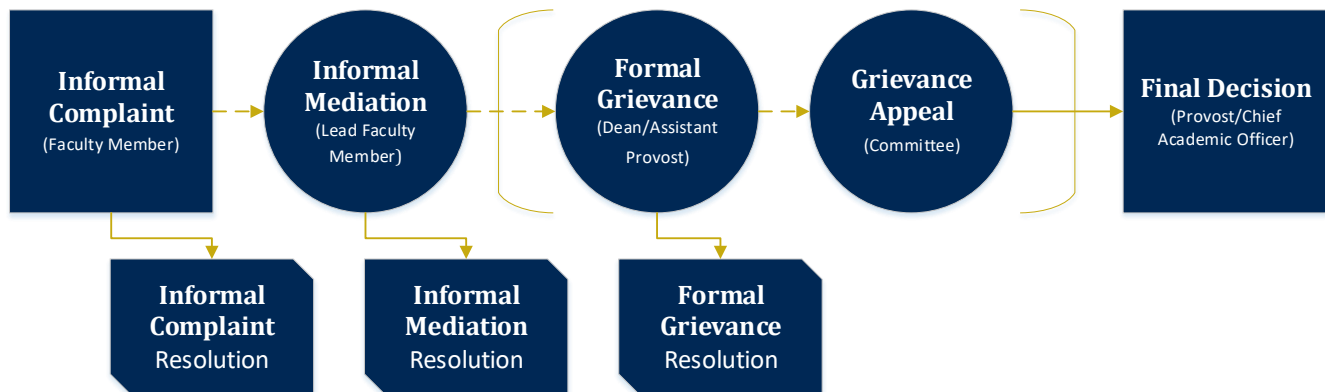 Informal
Complaint
(Faculty Member)
Informal
Mediation
(Lead Faculty
Member)
Formal
Grievance
(Dean/Assistant
Provost)
Grievance
Appeal
(Committee)
Final Decision
(Provost/Chief
Academic Officer)
Informal
Complaint
Resolution
Informal
Mediation
Resolution
Formal
Grievance
Resolution